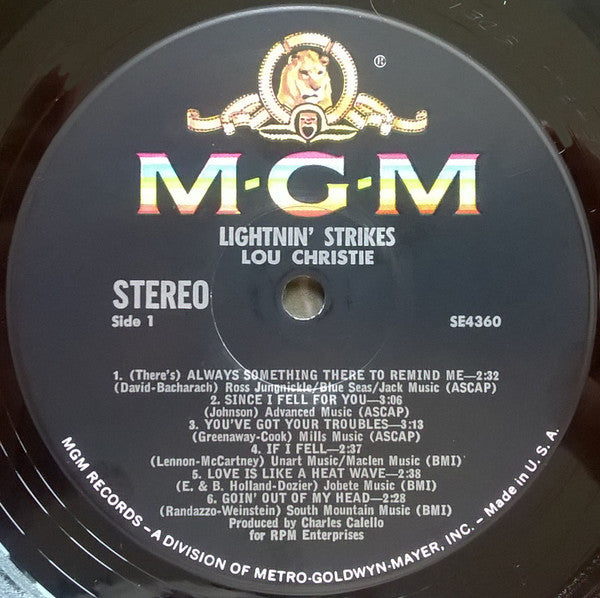 1303
®
M·G·M
LIGHTNIN' STRIKES
LOU CHRISTIE
STEREO
Side 1
SE4360
1. (There's) ALWAYS SOMETHING THERE TO REMIND ME—2:32
(David-Bacharach) Ross Jungnickle/Blue Seas/Jack Music (ASCAP)
2. SINCE I FELL FOR YOU—3:06
(Johnson) Advanced Music (ASCAP)
3. YOU'VE GOT YOUR TROUBLES—3:13
(Greenaway-Cook) Mills Music (ASCAP)
4. IF I FELL—2:37
(Lennon-McCartney) Unart Music/Maclen Music (BMI)
5. LOVE IS LIKE A HEAT WAVE—2:38
(E. & B. Holland-Dozier) Jobete Music (BMI)
6. GOIN' OUT OF MY HEAD—2:28
(Randazzo-Weinstein) South Mountain Music (BMI)
Produced by Charles Calello
for RPM Enterprises
MGM RECORDS – A DIVISION OF METRO-GOLDWYN-MAYER, INC. – Made in U. S. A.